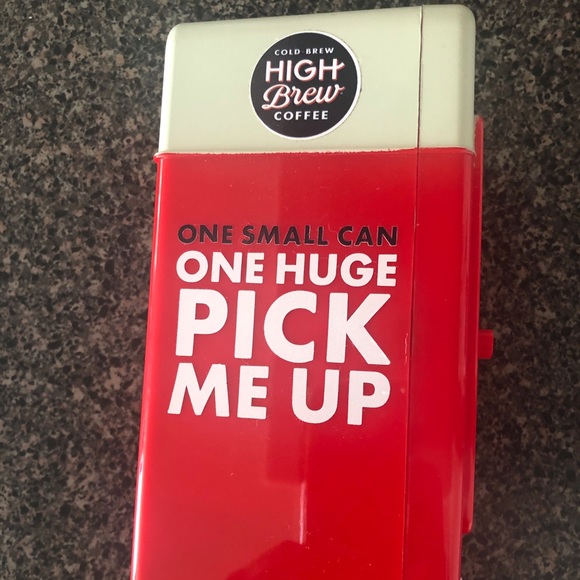 COLD BREW
HIGH
Brew
COFFEE
ONE SMALL CAN
ONE HUGE
PICK
ME UP